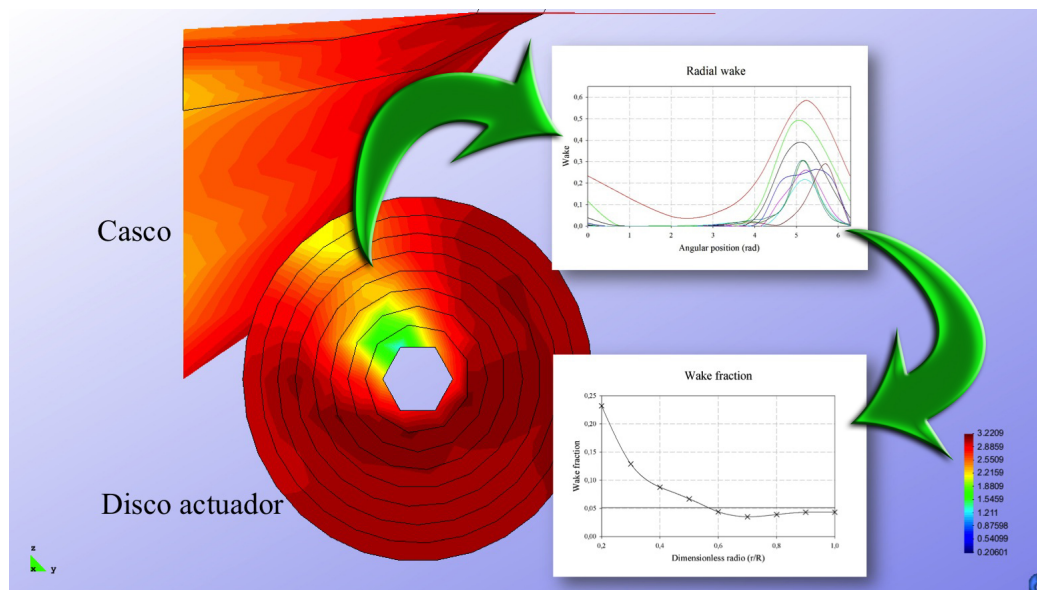 Radial wake
0,6
0,5
0,4
0,3
0,2
0,1
0,0
Wake
0 1 2 3 4 5 6
Angular position (rad)
Casco
Wake fraction
0,25
0,20
0,15
0,10
0,05
0,00
Wake fraction
0,2 0,4 0,6 0,8 1,0
Dimensionless radio (r/R)
Disco actuador
3.2209
2.8859
2.5509
2.2159
1.8809
1.5459
1.211
0.87598
0.54099
0.20601
z
x y